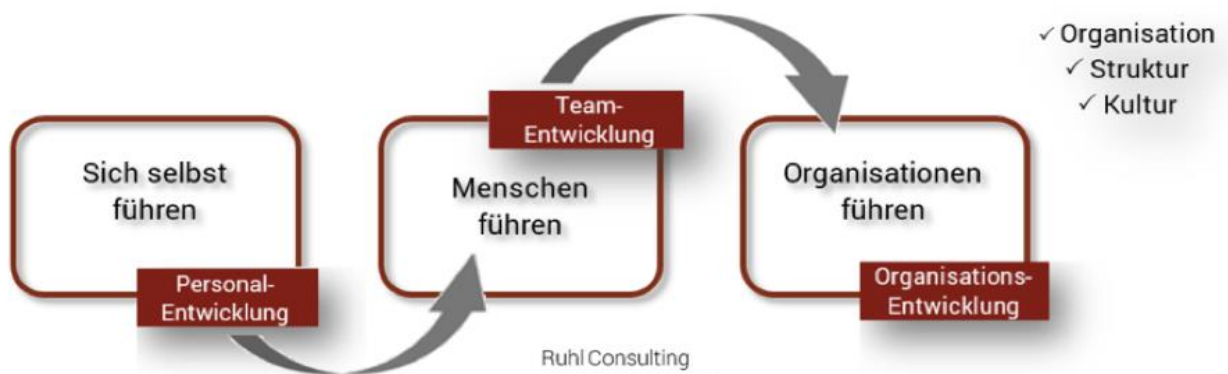 Sich selbst
führen
Personal-
Entwicklung
Menschen
führen
Team-
Entwicklung
Organisationen
führen
Organisations-
Entwicklung
✓ Organisation
✓ Struktur
✓ Kultur
Ruhl Consulting